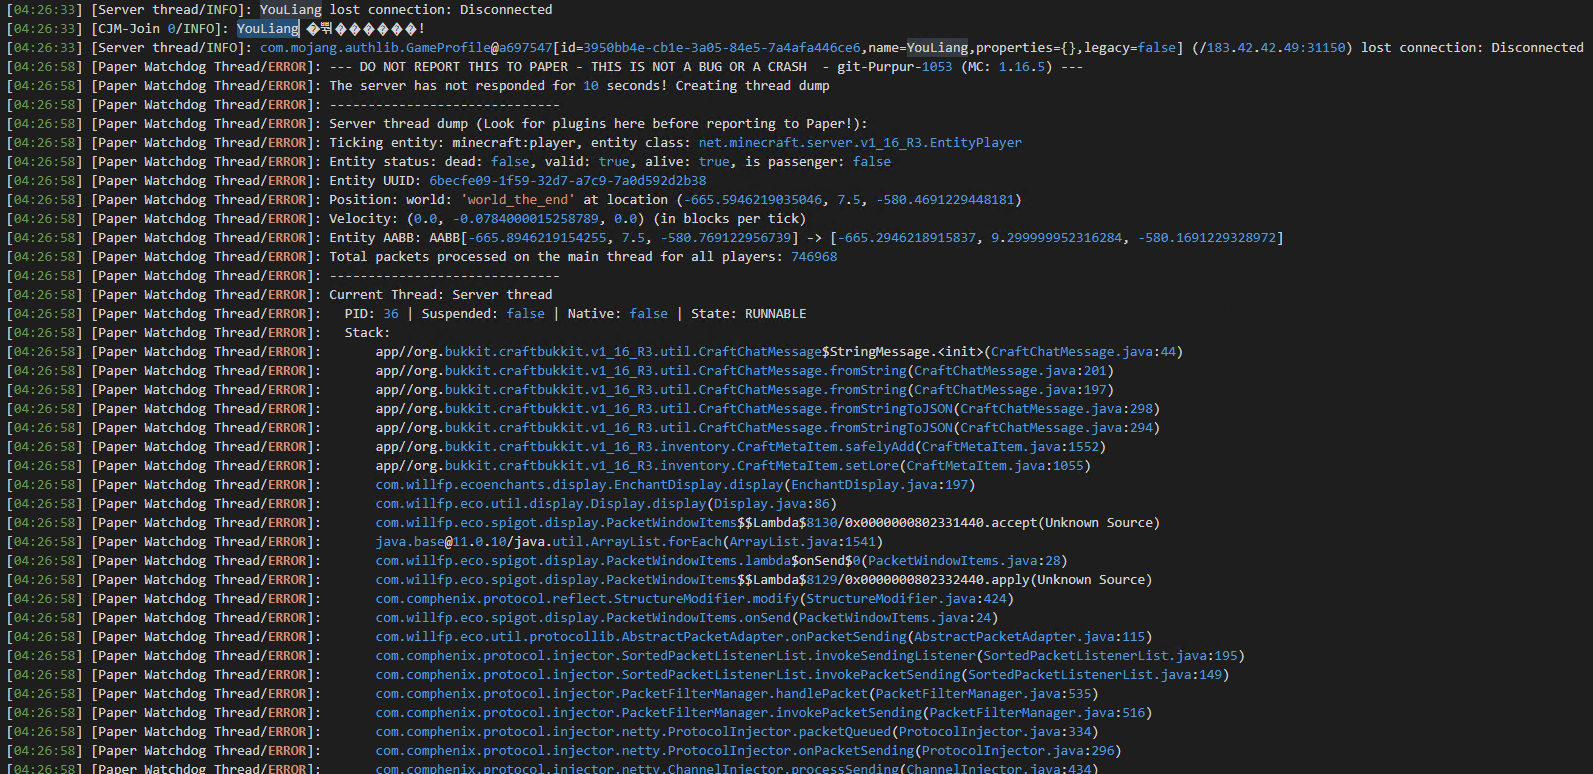 [04:26:33] [Server thread/INFO]: YouLiang lost connection: Disconnected
[04:26:33] [CJM-Join 0/INFO]: YouLiang �뿪������!
[04:26:33] [Server thread/INFO]: com.mojang.authlib.GameProfile@a697547[id=3950bb4e-cb1e-3a05-84e5-7a4afa446ce6,name=YouLiang,properties={},legacy=false] (/183.42.42.49:31150) lost connection: Disconnected
[04:26:58] [Paper Watchdog Thread/ERROR]: --- DO NOT REPORT THIS TO PAPER - THIS IS NOT A BUG OR A CRASH  - git-Purpur-1053 (MC: 1.16.5) ---
[04:26:58] [Paper Watchdog Thread/ERROR]: The server has not responded for 10 seconds! Creating thread dump
[04:26:58] [Paper Watchdog Thread/ERROR]: ------------------------------
[04:26:58] [Paper Watchdog Thread/ERROR]: Server thread dump (Look for plugins here before reporting to Paper!):
[04:26:58] [Paper Watchdog Thread/ERROR]: Ticking entity: minecraft:player, entity class: net.minecraft.server.v1_16_R3.EntityPlayer
[04:26:58] [Paper Watchdog Thread/ERROR]: Entity status: dead: false, valid: true, alive: true, is passenger: false
[04:26:58] [Paper Watchdog Thread/ERROR]: Entity UUID: 6becfe09-1f59-32d7-a7c9-7a0d592d2b38
[04:26:58] [Paper Watchdog Thread/ERROR]: Position: world: 'world_the_end' at location (-665.5946219035046, 7.5, -580.4691229448181)
[04:26:58] [Paper Watchdog Thread/ERROR]: Velocity: (0.0, -0.0784000015258789, 0.0) (in blocks per tick)
[04:26:58] [Paper Watchdog Thread/ERROR]: Entity AABB: AABB[-665.8946219154255, 7.5, -580.769122956739] -> [-665.2946218915837, 9.299999952316284, -580.1691229328972]
[04:26:58] [Paper Watchdog Thread/ERROR]: Total packets processed on the main thread for all players: 746968
[04:26:58] [Paper Watchdog Thread/ERROR]: ------------------------------
[04:26:58] [Paper Watchdog Thread/ERROR]: Current Thread: Server thread
[04:26:58] [Paper Watchdog Thread/ERROR]:   PID: 36 | Suspended: false | Native: false | State: RUNNABLE
[04:26:58] [Paper Watchdog Thread/ERROR]:   Stack:
[04:26:58] [Paper Watchdog Thread/ERROR]:       app//org.bukkit.craftbukkit.v1_16_R3.util.CraftChatMessage$StringMessage.<init>(CraftChatMessage.java:44)
[04:26:58] [Paper Watchdog Thread/ERROR]:       app//org.bukkit.craftbukkit.v1_16_R3.util.CraftChatMessage.fromString(CraftChatMessage.java:201)
[04:26:58] [Paper Watchdog Thread/ERROR]:       app//org.bukkit.craftbukkit.v1_16_R3.util.CraftChatMessage.fromString(CraftChatMessage.java:197)
[04:26:58] [Paper Watchdog Thread/ERROR]:       app//org.bukkit.craftbukkit.v1_16_R3.util.CraftChatMessage.fromStringToJSON(CraftChatMessage.java:298)
[04:26:58] [Paper Watchdog Thread/ERROR]:       app//org.bukkit.craftbukkit.v1_16_R3.util.CraftChatMessage.fromStringToJSON(CraftChatMessage.java:294)
[04:26:58] [Paper Watchdog Thread/ERROR]:       app//org.bukkit.craftbukkit.v1_16_R3.inventory.CraftMetaItem.safelyAdd(CraftMetaItem.java:1552)
[04:26:58] [Paper Watchdog Thread/ERROR]:       app//org.bukkit.craftbukkit.v1_16_R3.inventory.CraftMetaItem.setLore(CraftMetaItem.java:1055)
[04:26:58] [Paper Watchdog Thread/ERROR]:       com.willfp.ecoenchants.display.EnchantDisplay.display(EnchantDisplay.java:197)
[04:26:58] [Paper Watchdog Thread/ERROR]:       com.willfp.eco.util.display.Display.display(Display.java:86)
[04:26:58] [Paper Watchdog Thread/ERROR]:       com.willfp.eco.spigot.display.PacketWindowItems$$Lambda$8130/0x0000000802331440.accept(Unknown Source)
[04:26:58] [Paper Watchdog Thread/ERROR]:       java.base@11.0.10/java.util.ArrayList.forEach(ArrayList.java:1541)
[04:26:58] [Paper Watchdog Thread/ERROR]:       com.willfp.eco.spigot.display.PacketWindowItems.lambda$onSend$0(PacketWindowItems.java:28)
[04:26:58] [Paper Watchdog Thread/ERROR]:       com.willfp.eco.spigot.display.PacketWindowItems$$Lambda$8129/0x0000000802332440.apply(Unknown Source)
[04:26:58] [Paper Watchdog Thread/ERROR]:       com.comphenix.protocol.reflect.StructureModifier.modify(StructureModifier.java:424)
[04:26:58] [Paper Watchdog Thread/ERROR]:       com.willfp.eco.spigot.display.PacketWindowItems.onSend(PacketWindowItems.java:24)
[04:26:58] [Paper Watchdog Thread/ERROR]:       com.willfp.eco.util.protocollib.AbstractPacketAdapter.onPacketSending(AbstractPacketAdapter.java:115)
[04:26:58] [Paper Watchdog Thread/ERROR]:       com.comphenix.protocol.injector.SortedPacketListenerList.invokeSendingListener(SortedPacketListenerList.java:195)
[04:26:58] [Paper Watchdog Thread/ERROR]:       com.comphenix.protocol.injector.SortedPacketListenerList.invokePacketSending(SortedPacketListenerList.java:149)
[04:26:58] [Paper Watchdog Thread/ERROR]:       com.comphenix.protocol.injector.PacketFilterManager.handlePacket(PacketFilterManager.java:535)
[04:26:58] [Paper Watchdog Thread/ERROR]:       com.comphenix.protocol.injector.PacketFilterManager.invokePacketSending(PacketFilterManager.java:516)
[04:26:58] [Paper Watchdog Thread/ERROR]:       com.comphenix.protocol.injector.netty.ProtocolInjector.packetQueued(ProtocolInjector.java:334)
[04:26:58] [Paper Watchdog Thread/ERROR]:       com.comphenix.protocol.injector.netty.ProtocolInjector.onPacketSending(ProtocolInjector.java:296)
[04:26:58] [Paper Watchdog Thread/ERROR]:       com.comphenix.protocol.injector.netty.ChannelInjector.processSending(ChannelInjector.java:434)